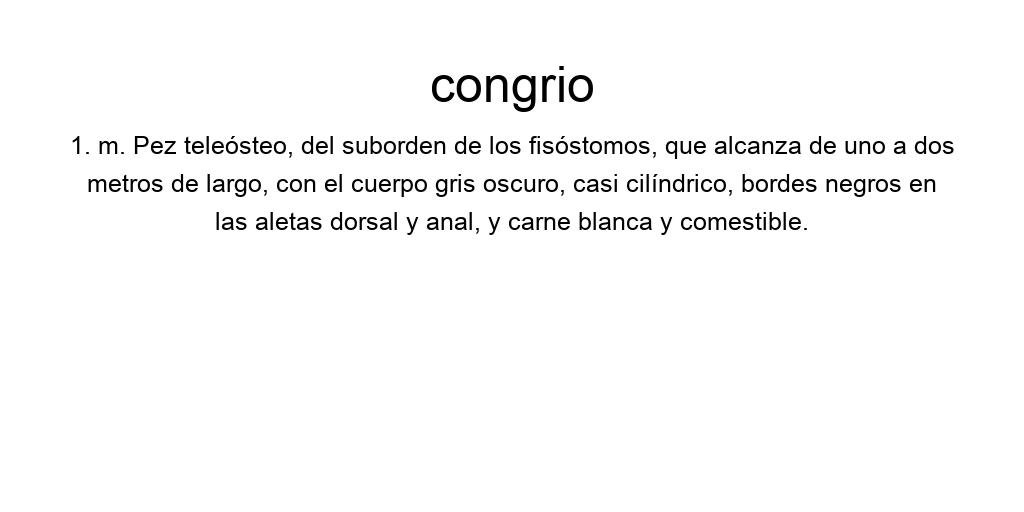 congrio
1. m. Pez teleósteo, del suborden de los fisóstomos, que alcanza de uno a dos
metros de largo, con el cuerpo gris oscuro, casi cilíndrico, bordes negros en
las aletas dorsal y anal, y carne blanca y comestible.